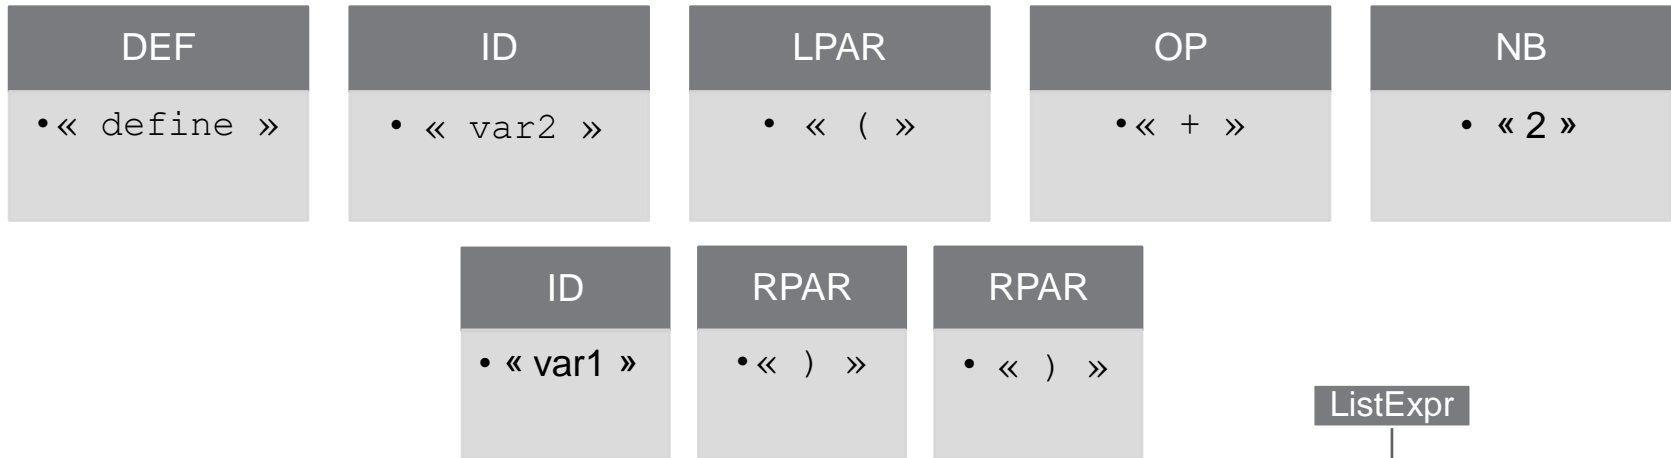 DEF ID LPAR OP NB
• « define » • « var2 » • « ( » • « + » • « 2 »
ID RPAR RPAR
• « var1 » • « ) » • « ) »
ListExpr